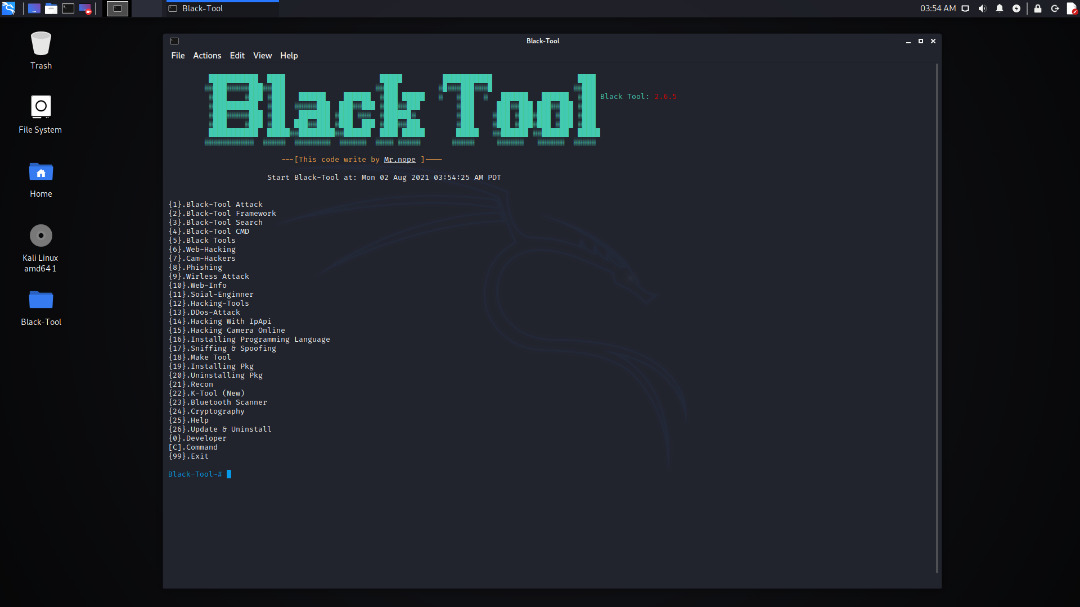 Black-Tool
03:54 AM
Black-Tool
File Actions Edit View Help
Black Tool
Black Tool: 2.6.5
---[This code write by Mr.nope ]----
Start Black-Tool at: Mon 02 Aug 2021 03:54:25 AM PDT
{1}.Black-Tool Attack
{2}.Black-Tool Framework
{3}.Black-Tool Search
{4}.Black-Tool CMD
{5}.Black Tools
{6}.Web-Hacking
{7}.Cam-Hackers
{8}.Phishing
{9}.Wirless Attack
{10}.Web-Info
{11}.Soial-Enginner
{12}.Hacking-Tools
{13}.DDos-Attack
{14}.Hacking With IpApi
{15}.Hacking Camera Online
{16}.Installing Programming Language
{17}.Sniffing & Spoofing
{18}.Make Tool
{19}.Installing Pkg
{20}.Uninstalling Pkg
{21}.Recon
{22}.K-Tool (New)
{23}.Bluetooth Scanner
{24}.Cryptography
{25}.Help
{26}.Update & Uninstall
{0}.Developer
[C].Command
{99}.Exit
Black-Tool-#
Trash
File System
Home
Kali Linux
amd64 1
Black-Tool